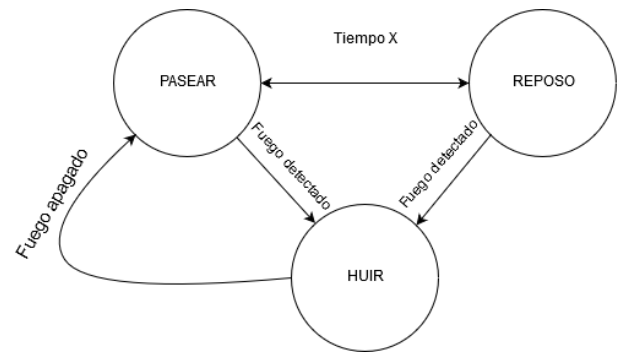 Tiempo X
PASEAR
REPOSO
Fuego detectado
Fuego detectado
Fuego apagado
HUIR